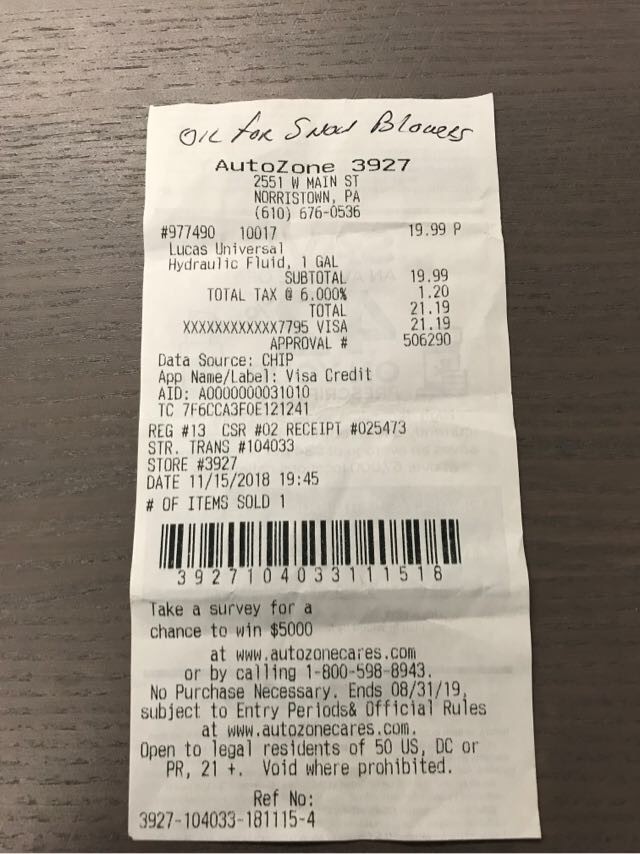 OIL FOR SNOW Blowers
AutoZone 3927
2551 W MAIN ST
NORRISTOWN, PA
(610) 676-0536
#977490 10017 19.99 P
Lucas Universal
Hydraulic Fluid, 1 GAL
SUBTOTAL 19.99
TOTAL TAX @ 6.000% 1.20
TOTAL 21.19
XXXXXXXXXXXX7795 VISA 21.19
APPROVAL # 506290
Data Source: CHIP
App Name/Label: Visa Credit
AID: A0000000031010
TC 7F6CCA3F0E121241
REG #13 CSR #02 RECEIPT #025473
STR. TRANS #104033
STORE #3927
DATE 11/15/2018 19:45
# OF ITEMS SOLD 1
3927104033111518
Take a survey for a
chance to win $5000
at www.autozonecares.com
or by calling 1-800-598-8943.
No Purchase Necessary. Ends 08/31/19,
subject to Entry Periods& Official Rules
at www.autozonecares.com.
Open to legal residents of 50 US, DC or
PR, 21 +. Void where prohibited.
Ref No:
3927-104033-181115-4